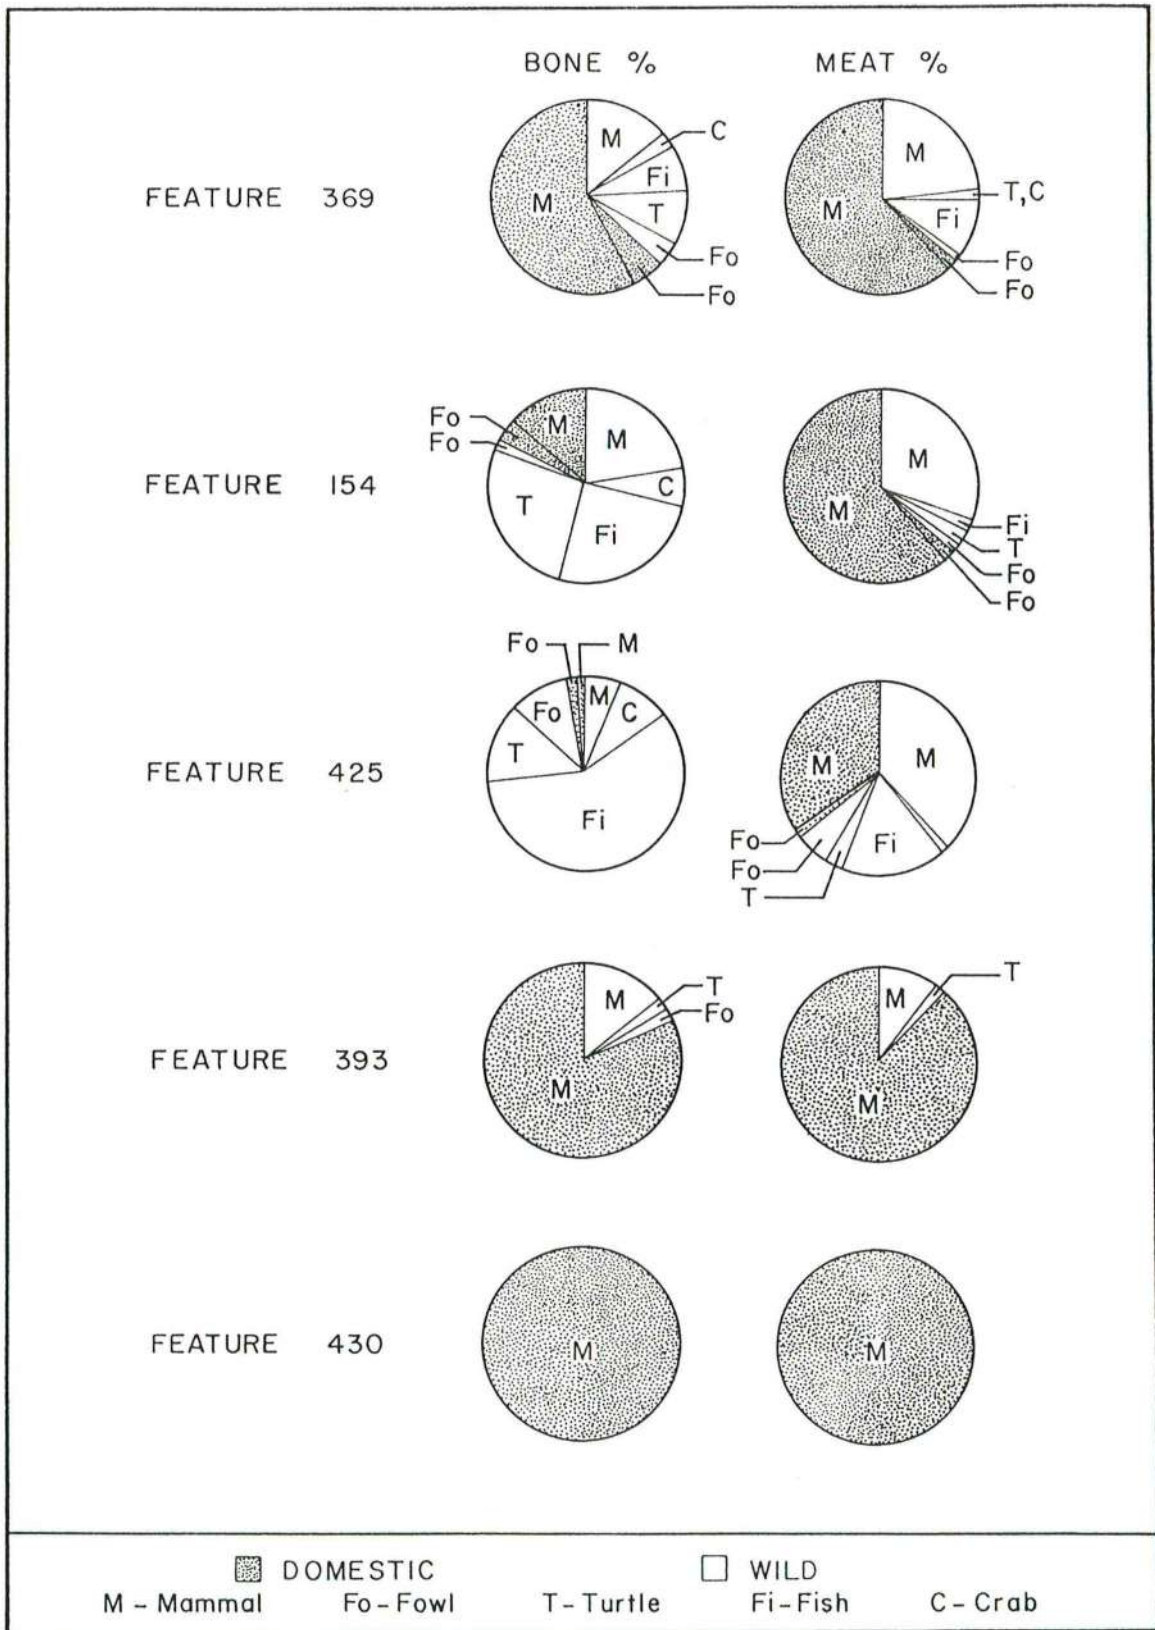 BONE %
MEAT %
FEATURE 369
M
C
Fi
T
Fo
Fo
M
M
T,C
Fi
Fo
Fo
M
FEATURE 154
Fo
Fo
M
M
C
Fi
T
M
Fi
T
Fo
Fo
M
FEATURE 425
Fo
M
M
C
Fo
T
Fi
M
M
Fi
Fo
Fo
T
FEATURE 393
M
T
Fo
M
M
T
M
FEATURE 430
M
M
DOMESTIC
WILD
M - Mammal Fo - Fowl T - Turtle Fi - Fish C - Crab